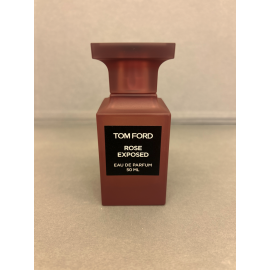 TOM FORD
ROSE
EXPOSED
EAU DE PARFUM
50 ML